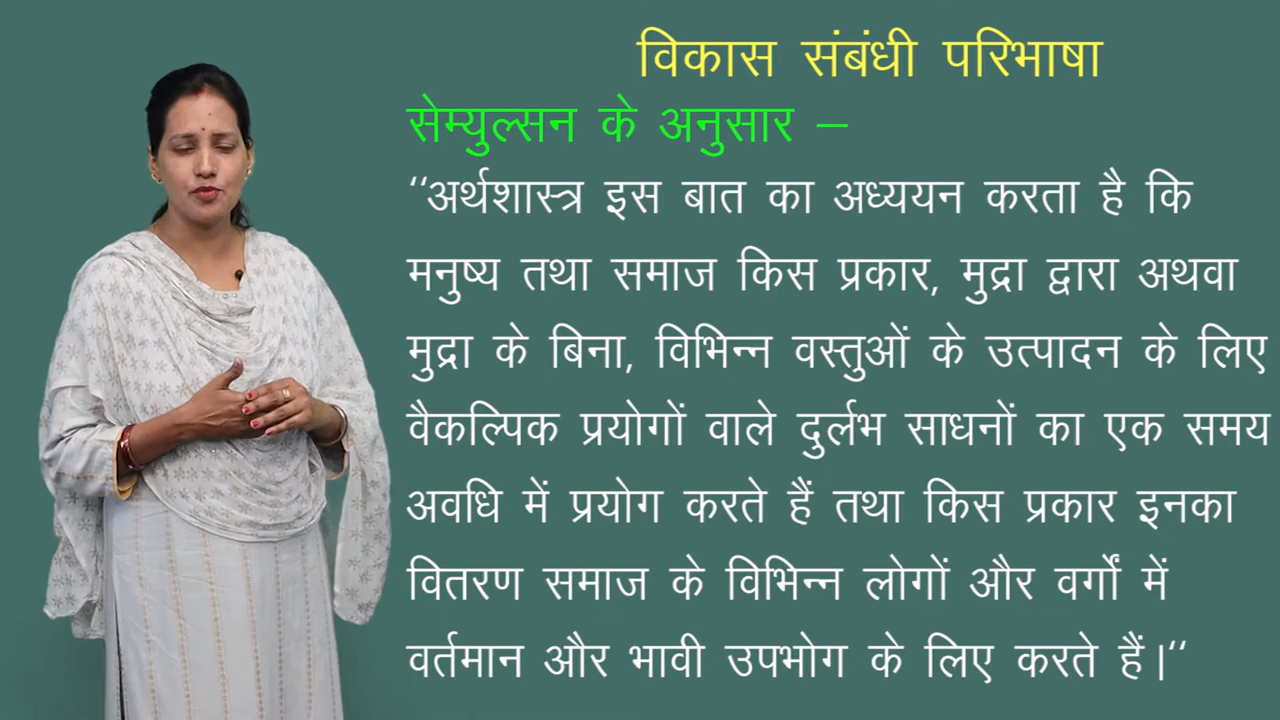 विकास संबंधी परिभाषा
सेम्युल्सन के अनुसार –
‘‘अर्थशास्त्र इस बात का अध्ययन करता है कि
मनुष्य तथा समाज किस प्रकार, मुद्रा द्वारा अथवा
मुद्रा के बिना, विभिन्न वस्तुओं के उत्पादन के लिए
वैकल्पिक प्रयोगों वाले दुर्लभ साधनों का एक समय
अवधि में प्रयोग करते हैं तथा किस प्रकार इनका
वितरण समाज के विभिन्न लोगों और वर्गों में
वर्तमान और भावी उपभोग के लिए करते हैं।‘‘